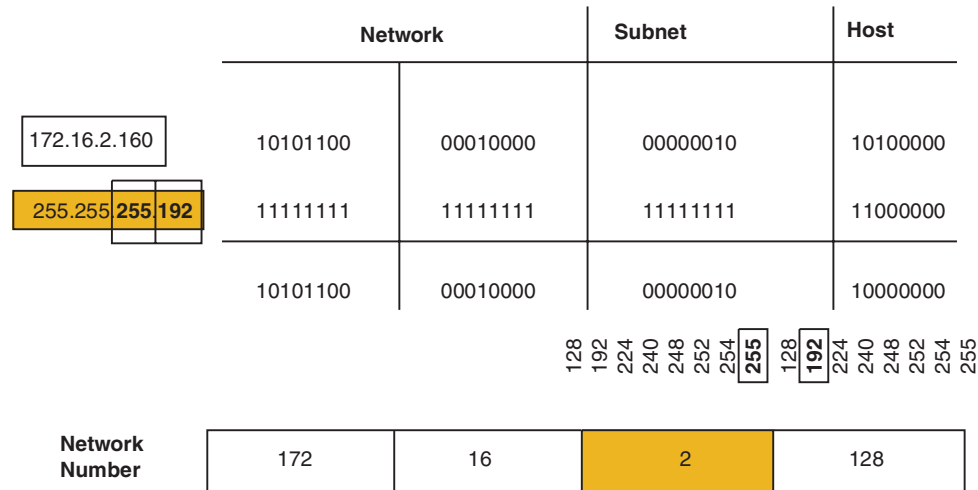 Network Subnet Host
172.16.2.160 10101100 00010000 00000010 10100000
255.255.255.192 11111111 11111111 11111111 11000000
10101100 00010000 00000010 10000000
128 192 224 240 248 252 254 255 128 192 224 240 248 252 254 255
Network
Number
172 16 2 128